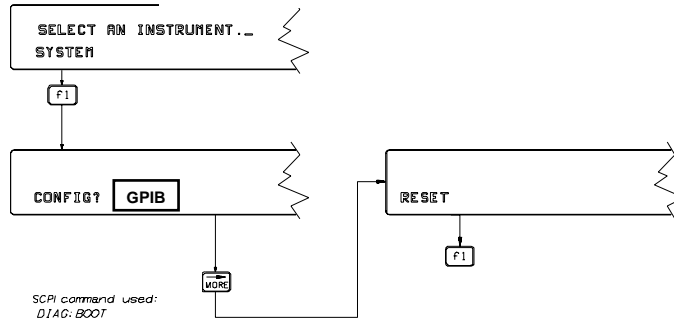 SELECT AN INSTRUMENT._
SYSTEM
f1
CONFIG? GPIB
RESET
f1
MORE
SCPI command used:
DIAG:BOOT